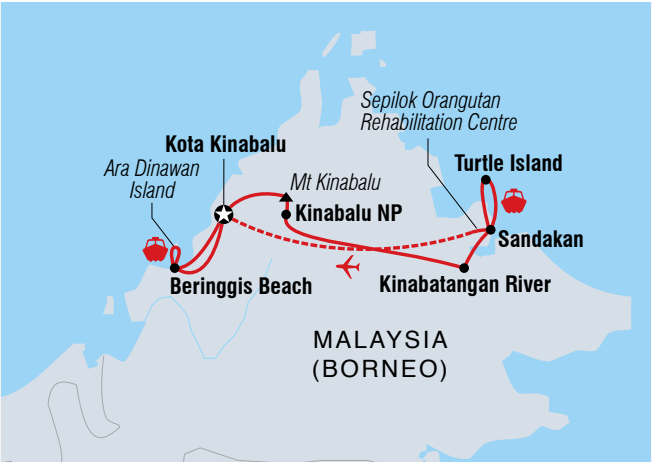 Sepilok Orangutan
Rehabilitation Centre
Kota Kinabalu
Ara Dinawan
Island
Turtle Island
Mt Kinabalu
Kinabalu NP
Sandakan
Beringgis Beach
Kinabatangan River
MALAYSIA
(BORNEO)